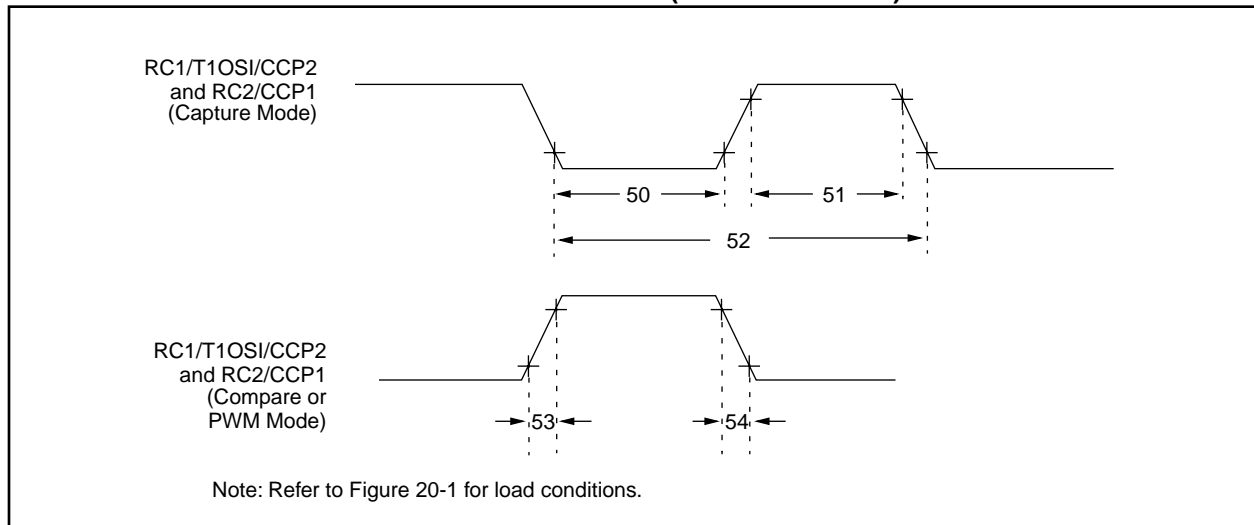 RC1/T1OSI/CCP2
and RC2/CCP1
(Capture Mode)
50
51
52
RC1/T1OSI/CCP2
and RC2/CCP1
(Compare or
PWM Mode)
53
54
Note: Refer to Figure 20-1 for load conditions.